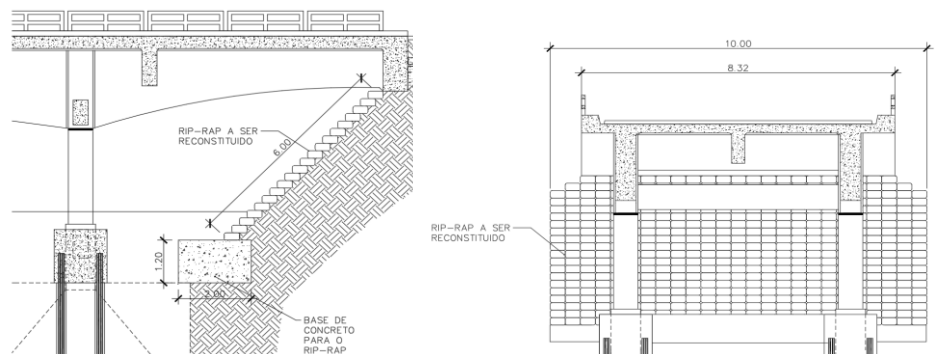 RIP-RAP A SER
RECONSTITUIDO
6.00
1.20
2.00
BASE DE
CONCRETO
PARA O
RIP-RAP
10.00
8.32
RIP-RAP A SER
RECONSTITUIDO